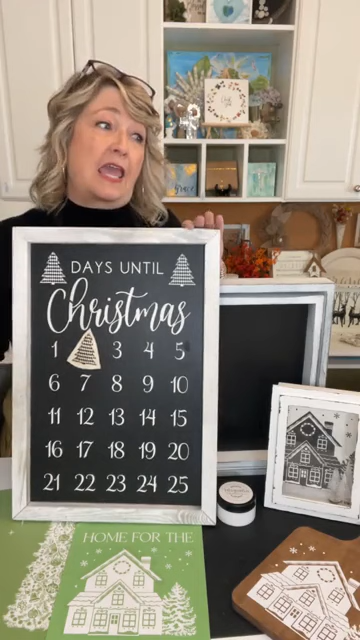 DAYS UNTIL
Christmas
1 3 4 5
6 7 8 9 10
11 12 13 14 15
16 17 18 19 20
21 22 23 24 25
HOME FOR THE
Grace